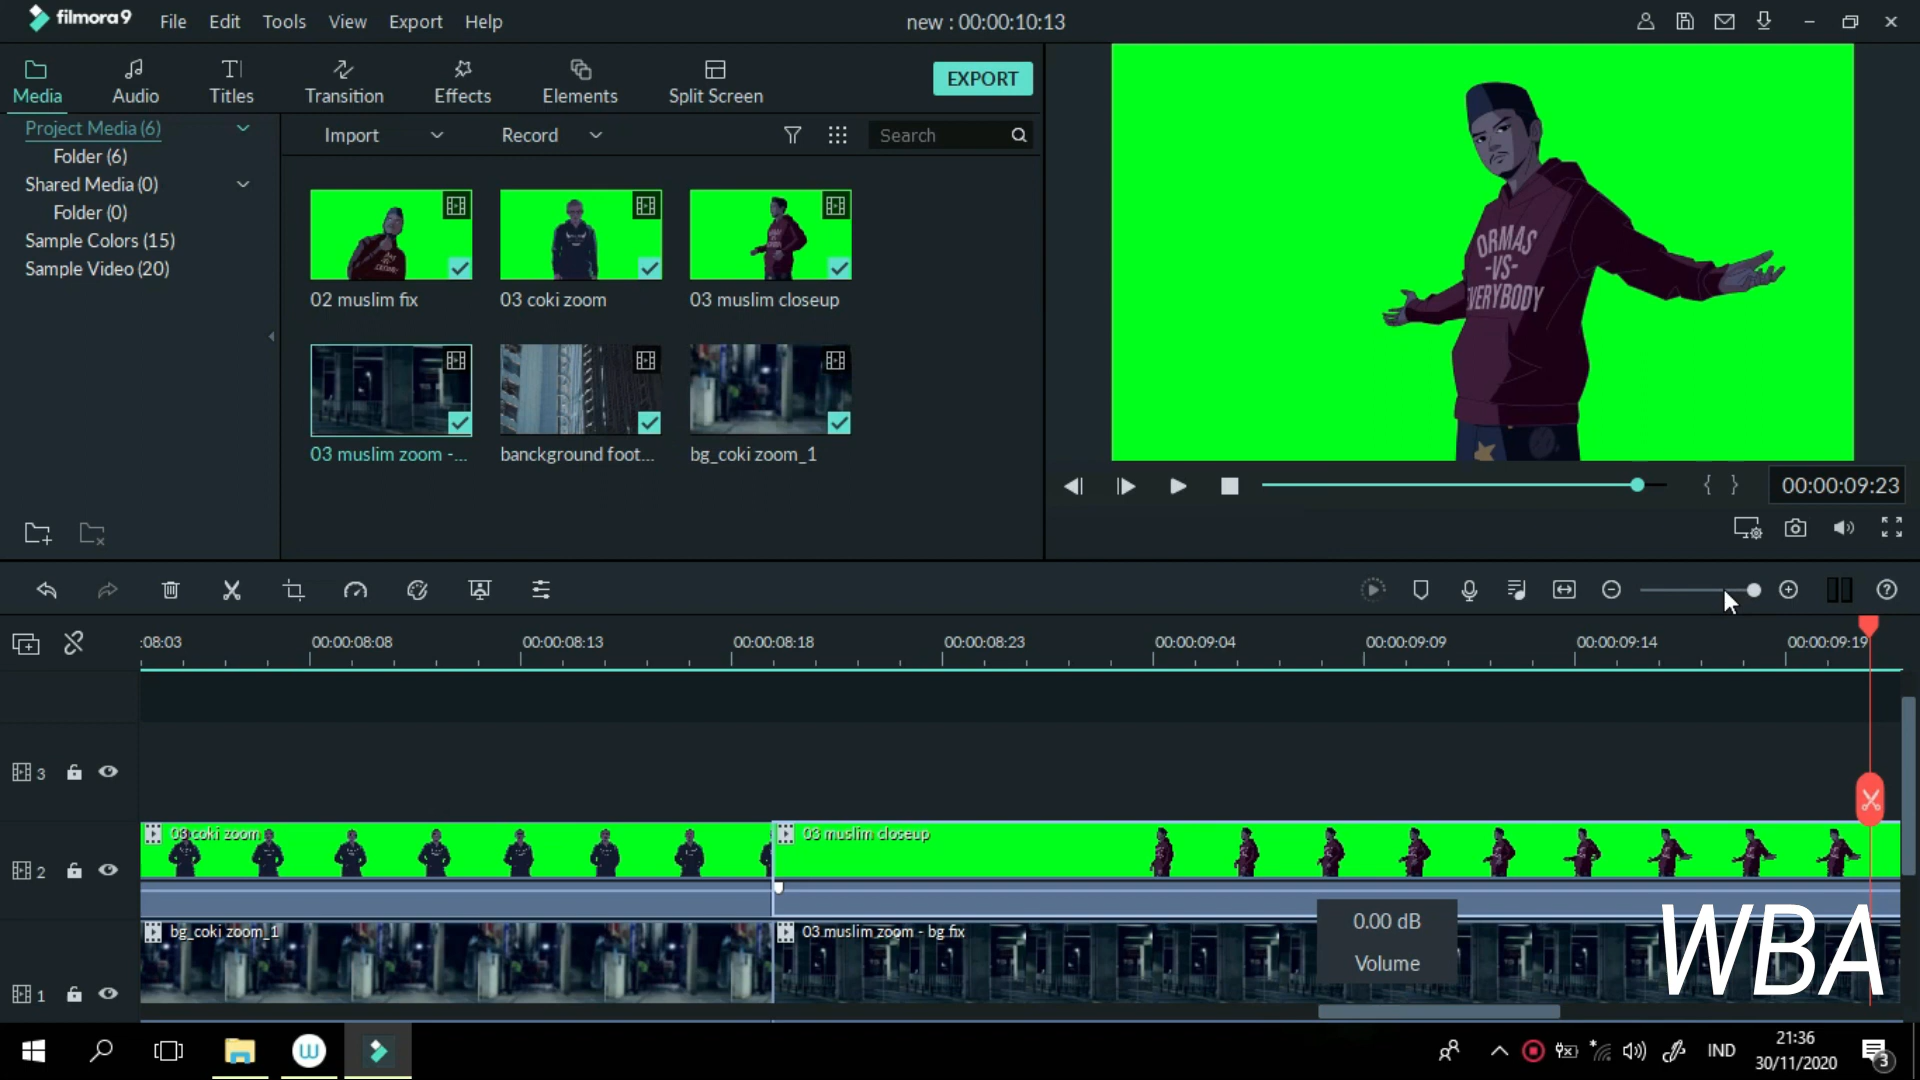 filmora9 File Edit Tools View Export Help new : 00:00:10:13
Media Audio Titles Transition Effects Elements Split Screen EXPORT
Project Media (6)
Folder (6)
Shared Media (0)
Folder (0)
Sample Colors (15)
Sample Video (20)
Import Record Search
02 muslim fix 03 coki zoom 03 muslim closeup
03 muslim zoom -... banckground foot... bg_coki zoom_1
ORMAS
-VS-
EVERYBODY
00:00:09:23
:08:03 00:00:08:08 00:00:08:13 00:00:08:18 00:00:08:23 00:00:09:04 00:00:09:09 00:00:09:14 00:00:09:19
3
2 03 coki zoom 03 muslim closeup
1 bg_coki zoom_1 03 muslim zoom - bg fix
0.00 dB
Volume
WBA
IND
21:36
30/11/2020
3